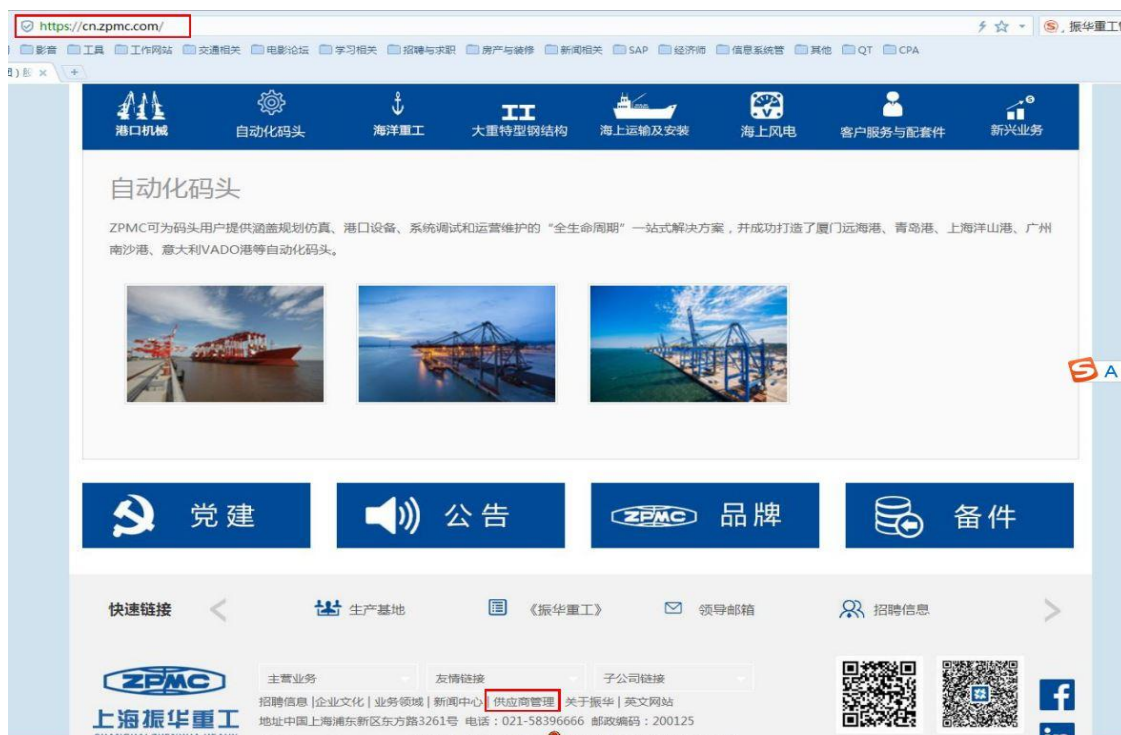 https://cn.zpmc.com/
振华重工
影音 工具 工作网站 交通相关 电影论坛 学习相关 招聘与求职 房产与装修 新闻相关 SAP 经济师 信息系统管 其他 QT CPA
港口机械 自动化码头 海洋重工 大重特型钢结构 海上运输及安装 海上风电 客户服务与配套件 新兴业务
自动化码头
ZPMC可为码头用户提供涵盖规划仿真、港口设备、系统调试和运营维护的“全生命周期”一站式解决方案，并成功打造了厦门远海港、青岛港、上海洋山港、广州
南沙港、意大利VADO港等自动化码头。
A
党建 公告 ZPMC 品牌 备件
快速链接 生产基地 《振华重工》 领导邮箱 招聘信息
ZPMC 主营业务 友情链接 子公司链接
招聘信息 | 企业文化 | 业务领域 | 新闻中心 | 供应商管理 | 关于振华 | 英文网站
上海振华重工 地址中国上海浦东新区东方路3261号 电话：021-58396666 邮政编码：200125